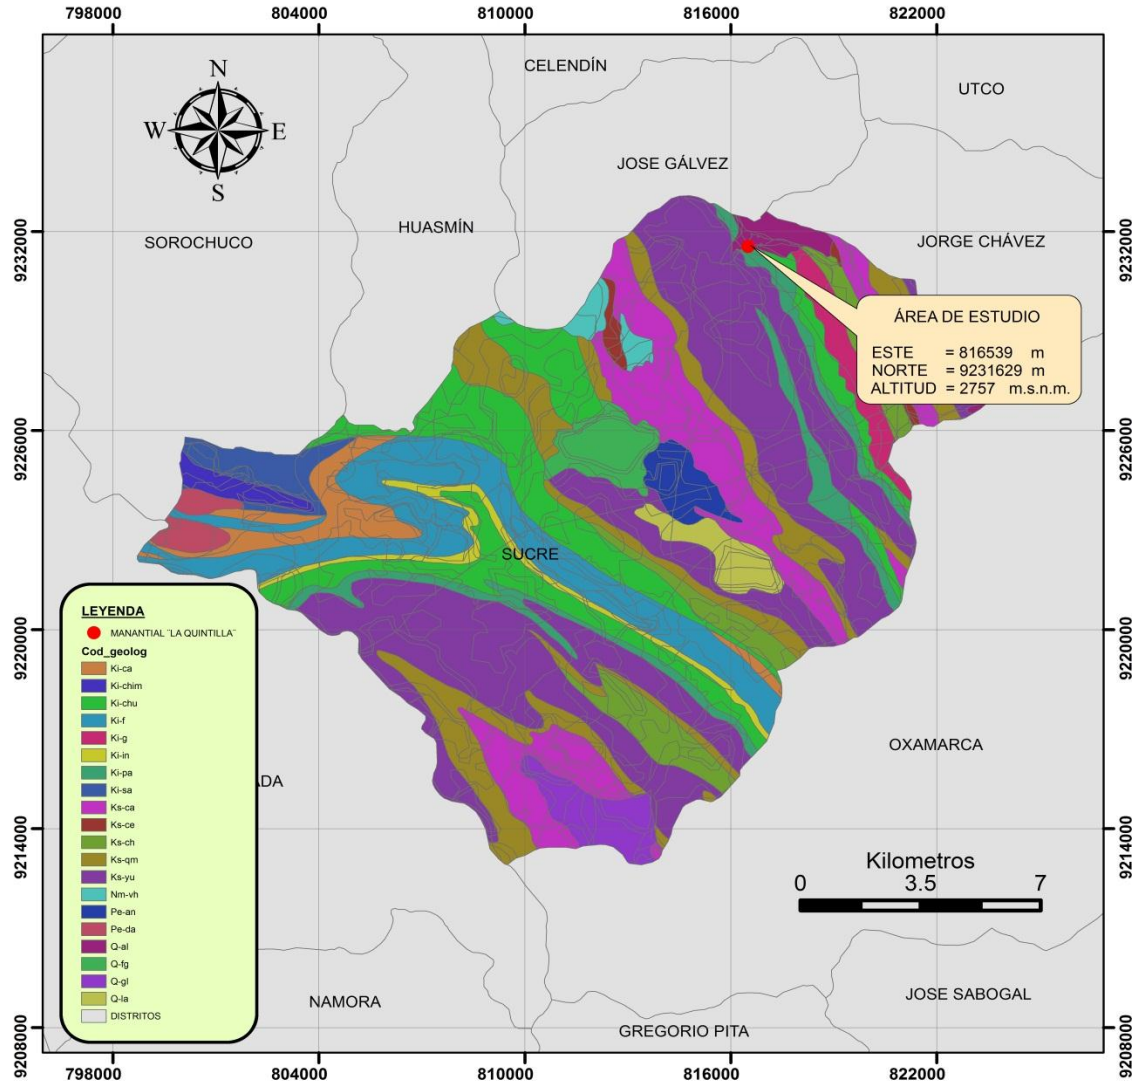 798000 804000 810000 816000 822000
CELENDÍN
UTCO
N
W E
S
JOSE GÁLVEZ
HUASMÍN
SOROCHUCO
JORGE CHÁVEZ
9232000 9232000
ÁREA DE ESTUDIO
ESTE = 816539 m
NORTE = 9231629 m
ALTITUD = 2757 m.s.n.m.
9226000 9226000
SUCRE
9220000 9220000
OXAMARCA
ADA
9214000 9214000
LEYENDA
MANANTIAL ¨LA QUINTILLA¨
Cod_geolog
Ki-ca
Ki-chim
Ki-chu
Ki-f
Ki-g
Ki-in
Ki-pa
Ki-sa
Ks-ca
Ks-ce
Ks-ch
Ks-qm
Ks-yu
Nm-vh
Pe-an
Pe-da
Q-al
Q-fg
Q-gl
Q-la
DISTRITOS
Kilometros
0 3.5 7
NAMORA
JOSE SABOGAL
GREGORIO PITA
9208000 9208000
798000 804000 810000 816000 822000